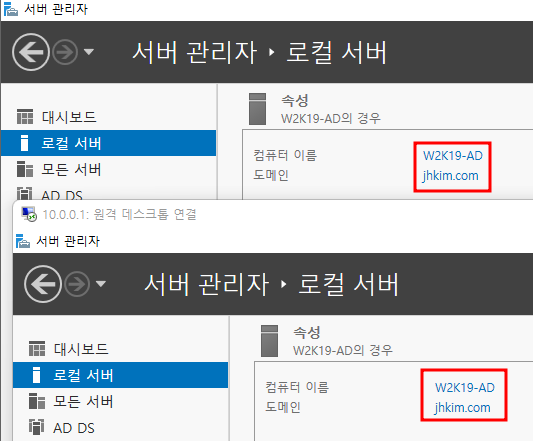 서버 관리자
서버 관리자 ‣ 로컬 서버
대시보드
로컬 서버
모든 서버
AD DS
속성
W2K19-AD의 경우
컴퓨터 이름 W2K19-AD
도메인 jhkim.com
10.0.0.1: 원격 데스크톱 연결
서버 관리자
서버 관리자 ‣ 로컬 서버
대시보드
로컬 서버
모든 서버
AD DS
속성
W2K19-AD의 경우
컴퓨터 이름 W2K19-AD
도메인 jhkim.com